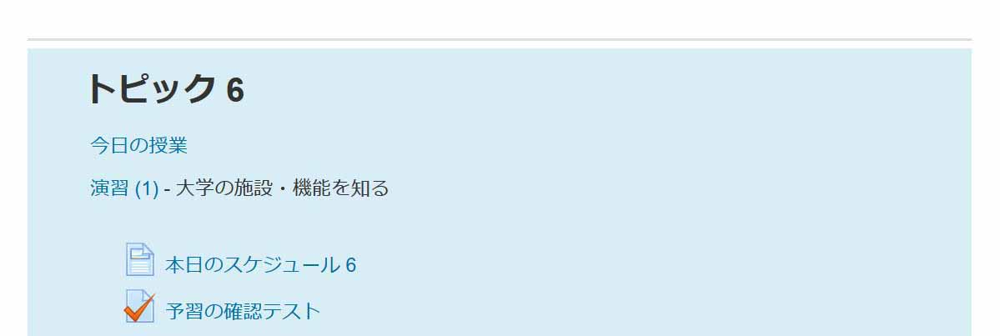 トピック 6
今日の授業
演習 (1) - 大学の施設・機能を知る
本日のスケジュール 6
予習の確認テスト